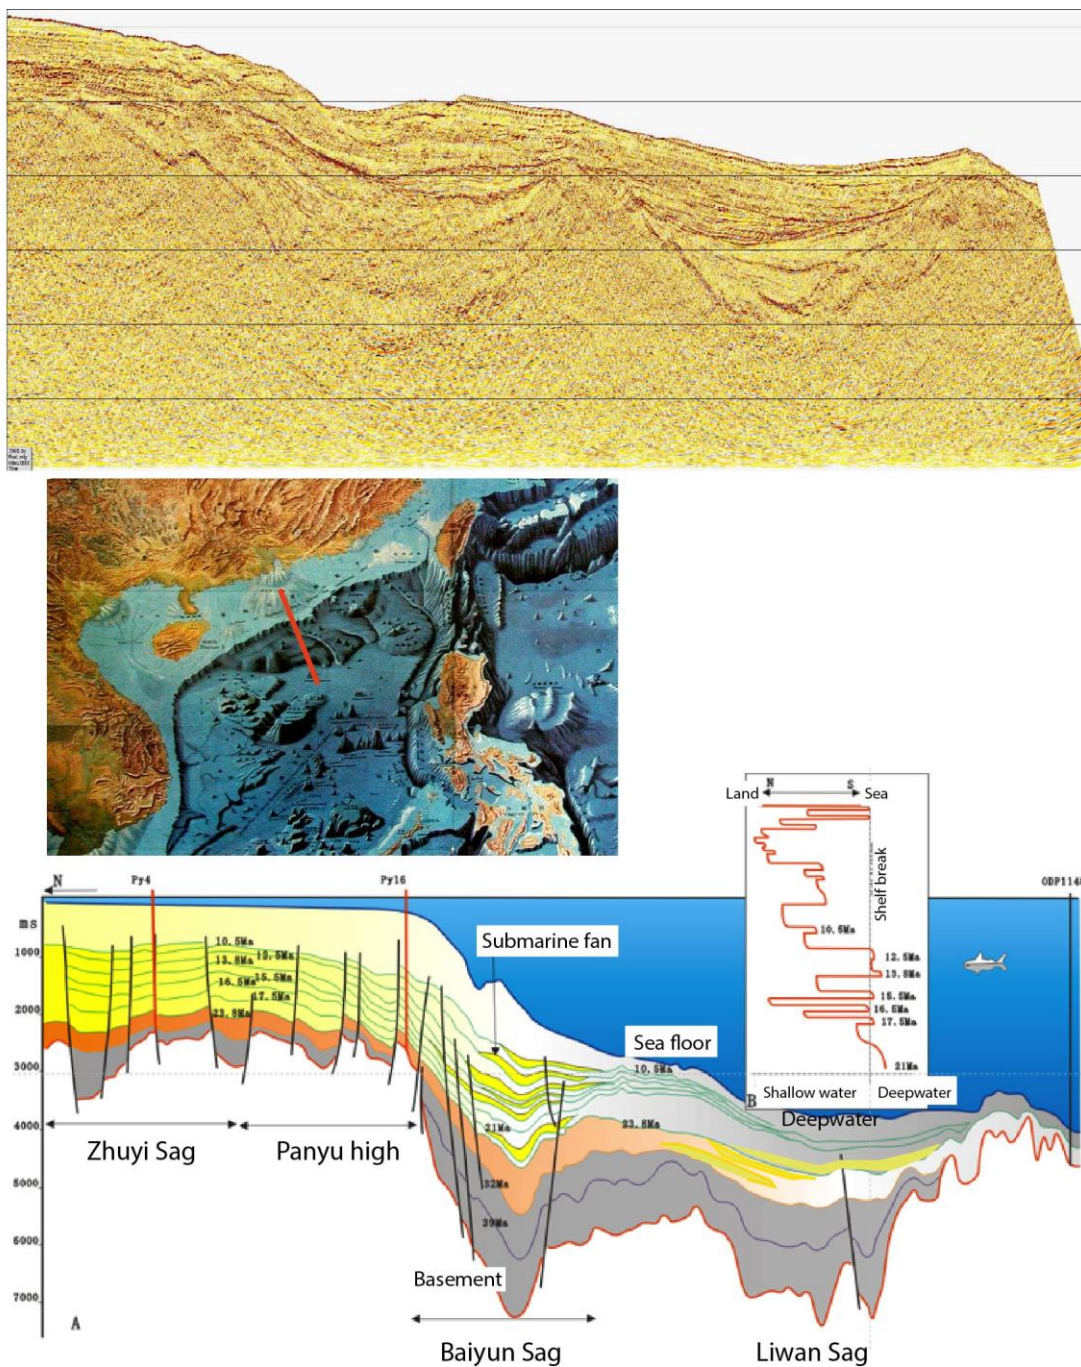 N
S
Land
Sea
Shelf break
10.5Ma
12.5Ma
13.8Ma
15.5Ma
16.5Ma
17.5Ma
21Ma
Shallow water
Deepwater
B
N
Py4
Py16
ODP1148
ms
1000
2000
3000
4000
5000
6000
7000
10.5Ma
12.5Ma
13.8Ma
15.5Ma
16.5Ma
17.5Ma
23.8Ma
Submarine fan
Sea floor
10.5Ma
Deepwater
21Ma
23.8Ma
32Ma
39Ma
Zhuyi Sag
Panyu high
Basement
A
Baiyun Sag
Liwan Sag